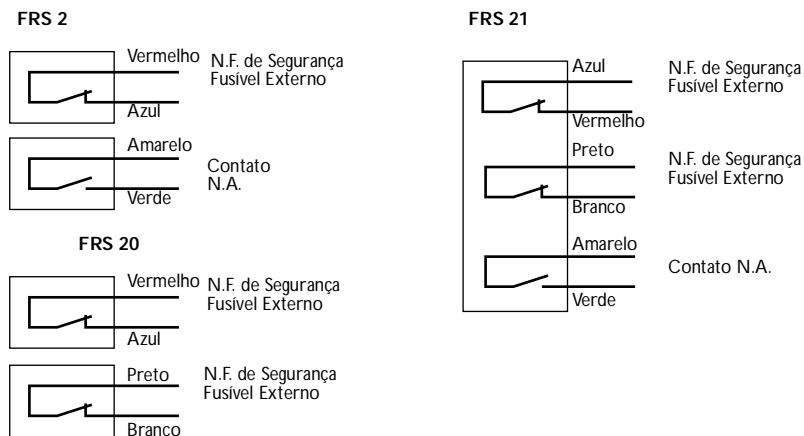 FRS 2
Vermelho
N.F. de Segurança
Fusível Externo
Azul
Amarelo
Contato
N.A.
Verde
FRS 20
Vermelho
N.F. de Segurança
Fusível Externo
Azul
Preto
N.F. de Segurança
Fusível Externo
Branco
FRS 21
Azul
N.F. de Segurança
Fusível Externo
Vermelho
Preto
N.F. de Segurança
Fusível Externo
Branco
Amarelo
Contato N.A.
Verde